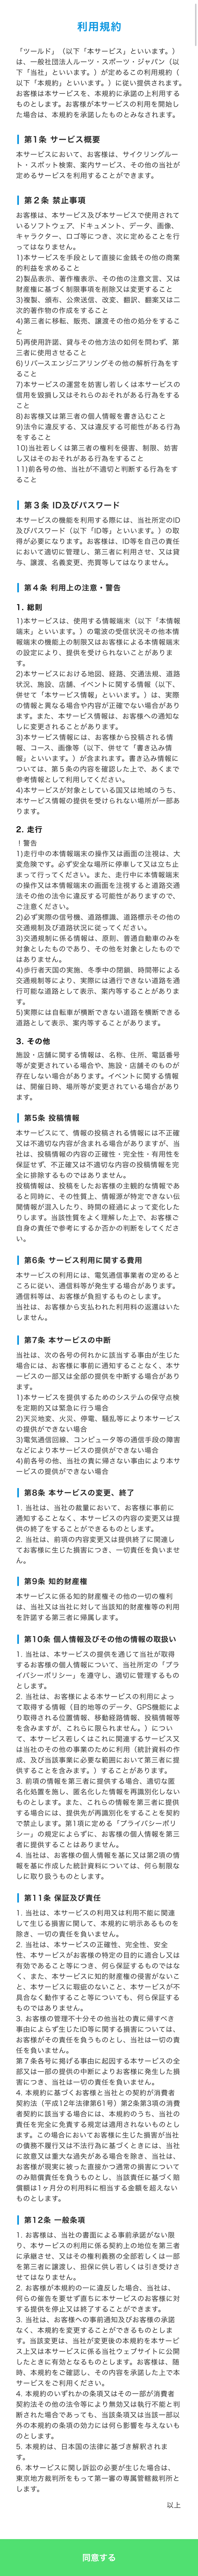 利用規約
「ツールド」（以下「本サービス」といいます。）
は、一般社団法人ルーツ・スポーツ・ジャパン（以
下「当社」といいます。）が定めるこの利用規約（
以下「本規約」といいます。）に従い提供されます。
お客様は本サービスを、本規約に承諾の上利用する
ものとします。お客様が本サービスの利用を開始し
た場合は、本規約を承諾したものとみなされます。
第1条 サービス概要
本サービスにおいて、お客様は、サイクリングルー
ト・スポット検索、案内サービス、その他の当社が
定めるサービスを利用することができます。
第２条 禁止事項
お客様は、本サービス及び本サービスで使用されて
いるソフトウェア、ドキュメント、データ、画像、
キャラクター、ロゴ等につき、次に定めることを行
ってはなりません。
1)本サービスを手段として直接に金銭その他の商業
的利益を求めること
2)製品表示、著作権表示、その他の注意文言、又は
財産権に基づく制限事項を削除又は変更すること
3)複製、頒布、公衆送信、改変、翻訳、翻案又は二
次的著作物の作成をすること
4)第三者に移転、販売、譲渡その他の処分をするこ
と
5)再使用許諾、貸与その他方法の如何を問わず、第
三者に使用させること
6)リバースエンジニアリングその他の解析行為をす
ること
7)本サービスの運営を妨害し若しくは本サービスの
信用を毀損し又はそれらのおそれがある行為をする
こと
8)お客様又は第三者の個人情報を書き込むこと
9)法令に違反する、又は違反する可能性がある行為
をすること
10)当社若しくは第三者の権利を侵害、制限、妨害
し又はそのおそれがある行為をすること
11)前各号の他、当社が不適切と判断する行為をす
ること
第３条 ID及びパスワード
本サービスの機能を利用する際には、当社所定のID
及びパスワード（以下「ID等」といいます。）の取
得が必要になります。お客様は、ID等を自己の責任
において適切に管理し、第三者に利用させ、又は貸
与、譲渡、名義変更、売買等してはなりません。
第４条 利用上の注意・警告
1. 総則
1)本サービスは、使用する情報端末（以下「本情報
端末」といいます。）の電波の受信状況その他本情
報端末の機能上の制限又はお客様による本情報端末
の設定により、提供を受けられないことがありま
す。
2)本サービスにおける地図、経路、交通法規、道路
状況、施設、店舗、イベントに関する情報（以下、
併せて「本サービス情報」といいます。）は、実際
の情報と異なる場合や内容が正確でない場合があり
ます。また、本サービス情報は、お客様への通知な
しに変更されることがあります。
3)本サービス情報には、お客様から投稿される情
報、コース、画像等（以下、併せて「書き込み情
報」といいます。）が含まれます。書き込み情報に
ついては、第５条の内容を確認した上で、あくまで
参考情報として利用してください。
4)本サービスが対象としている国又は地域のうち、
本サービス情報の提供を受けられない場所が一部あ
ります。
2. 走行
！警告
1)走行中の本情報端末の操作又は画面の注視は、大
変危険です。必ず安全な場所に停車して又は立ち止
まって行ってください。また、走行中に本情報端末
の操作又は本情報端末の画面を注視すると道路交通
法その他の法令に違反する可能性がありますので、
ご注意ください。
2)必ず実際の信号機、道路標識、道路標示その他の
交通規制及び道路状況に従ってください。
3)交通規制に係る情報は、原則、普通自動車のみを
対象としたものであり、その他を対象としたもので
はありません。
4)歩行者天国の実施、冬季中の閉鎖、時間帯による
交通規制等により、実際には通行できない道路を通
行可能な道路として表示、案内等することがありま
す。
5)実際には自転車が横断できない道路を横断できる
道路として表示、案内等することがあります。
3. その他
施設・店舗に関する情報は、名称、住所、電話番号
等が変更されている場合や、施設・店舗そのものが
存在しない場合があります。イベントに関する情報
は、開催日時、場所等が変更されている場合があり
ます。
第5条 投稿情報
本サービスにて、情報の投稿される情報には不正確
又は不適切な内容が含まれる場合がありますが、当
社は、投稿情報の内容の正確性・完全性・有用性を
保証せず、不正確又は不適切な内容の投稿情報を完
全に排除するものではありません。
投稿情報は、投稿をしたお客様の主観的な情報であ
ると同時に、その性質上、情報源が特定できない伝
聞情報が混入したり、時間の経過によって変化した
りします。当該性質をよく理解した上で、お客様ご
自身の責任で参考にするか否かの判断をしてくださ
い。
第6条 サービス利用に関する費用
本サービスの利用には、電気通信事業者の定めると
ころに従い、通信料等が発生する場合があります。
通信料等は、お客様が負担するものとします。
当社は、お客様から支払われた利用料の返還はいた
しません。
第7条 本サービスの中断
当社は、次の各号の何れかに該当する事由が生じた
場合には、お客様に事前に通知することなく、本サ
ービスの一部又は全部の提供を中断する場合があり
ます。
1)本サービスを提供するためのシステムの保守点検
を定期的又は緊急に行う場合
2)天災地変、火災、停電、騒乱等により本サービス
の提供ができない場合
3)電気通信回線、コンピュータ等の通信手段の障害
などにより本サービスの提供ができない場合
4)前各号の他、当社の責に帰さない事由により本サ
ービスの提供ができない場合
第8条 本サービスの変更、終了
1. 当社は、当社の裁量において、お客様に事前に
通知することなく、本サービスの内容の変更又は提
供の終了をすることができるものとします。
2. 当社は、前項の内容変更又は提供終了に関連し
てお客様に生じた損害につき、一切責任を負いませ
ん。
第9条 知的財産権
本サービスに係る知的財産権その他の一切の権利
は、当社又は当社に対して当該知的財産権等の利用
を許諾する第三者に帰属します。
第10条 個人情報及びその他の情報の取扱い
1. 当社は、本サービスの提供を通じて当社が取得
するお客様の個人情報について、当社所定の「プラ
イバシーポリシー」を遵守し、適切に管理するもの
とします。
2. 当社は、お客様による本サービスの利用によっ
て取得する情報（目的地等のデータ、GPS機能によ
り取得される位置情報、移動経路情報、投稿情報等
を含みますが、これらに限られません。）につい
て、本サービス若しくはこれに関連するサービス又
は当社のその他の事業のために利用（統計資料の作
成、及び当該事業に必要な範囲において第三者に提
供することを含みます。）することがあります。
3. 前項の情報を第三者に提供する場合、適切な匿
名化処置を施し、匿名化した情報を再識別化しない
ものとします。また、これらの情報を第三者に提供
する場合には、提供先が再識別化をすることを契約
で禁止します。第1項に定める「プライバシーポリ
シー」の規定によらずに、お客様の個人情報を第三
者に提供することはありません。
4. 当社は、お客様の個人情報を基に又は第2項の情
報を基に作成した統計資料については、何ら制限な
しに取り扱うものとします。
第11条 保証及び責任
1. 当社は、本サービスの利用又は利用不能に関連
して生じる損害に関して、本規約に明示あるものを
除き、一切の責任を負いません。
2. 当社は、本サービスの正確性、完全性、安全
性、本サービスがお客様の特定の目的に適合し又は
有効であること等につき、何ら保証するものではな
く、また、本サービスに知的財産権の侵害がないこ
と、本サービスに瑕疵のないこと、本サービスが不
具合なく動作すること等についても、何ら保証する
ものではありません。
3. お客様の管理不十分その他当社の責に帰すべき
事由によらず生じたID等に関する損害については、
お客様がその責任を負うものとし、当社は一切の責
任を負いません。
第７条各号に掲げる事由に起因する本サービスの全
部又は一部の提供の中断によりお客様に発生した損
害につき、当社は一切の責任を負いません。
4. 本規約に基づくお客様と当社との契約が消費者
契約法（平成12年法律第61号）第2条第3項の消費
者契約に該当する場合には、本規約のうち、当社の
責任を完全に免責する規定は適用されないものとし
ます。この場合においてお客様に生じた損害が当社
の債務不履行又は不法行為に基づくときには、当社
に故意又は重大な過失がある場合を除き、当社は、
お客様が現実に被った直接かつ通常の損害について
のみ賠償責任を負うものとし、当該責任に基づく賠
償額は1ヶ月分の利用料に相当する金額を超えない
ものとします。
第12条 一般条項
1. お客様は、当社の書面による事前承諾がない限
り、本サービスの利用に係る契約上の地位を第三者
に承継させ、又はその権利義務の全部若しくは一部
を第三者に譲渡し、担保に供し若しくは引き受けさ
せてはなりません。
2. お客様が本規約の一に違反した場合、当社は、
何らの催告を要せず直ちに本サービスのお客様に対
する提供を停止又は終了することができます。
3. 当社は、お客様への事前通知及びお客様の承諾
なく、本規約を変更することができるものとしま
す。当該変更は、当社が変更後の本規約を本サービ
ス上又は本サービスに係る当社ウェブサイトに公開
したときに有効となるものとします。お客様は、随
時、本規約をご確認し、その内容を承諾した上で本
サービスをご利用ください。
4. 本規約のいずれかの条項又はその一部が消費者
契約法その他の法令等により無効又は執行不能と判
断された場合であっても、当該条項又は当該一部以
外の本規約の条項の効力には何ら影響を与えないも
のとします。
5. 本規約は、日本国の法律に基づき解釈されま
す。
6. 本サービスに関し訴訟の必要が生じた場合は、
東京地方裁判所をもって第一審の専属管轄裁判所と
します。
以上
同意する